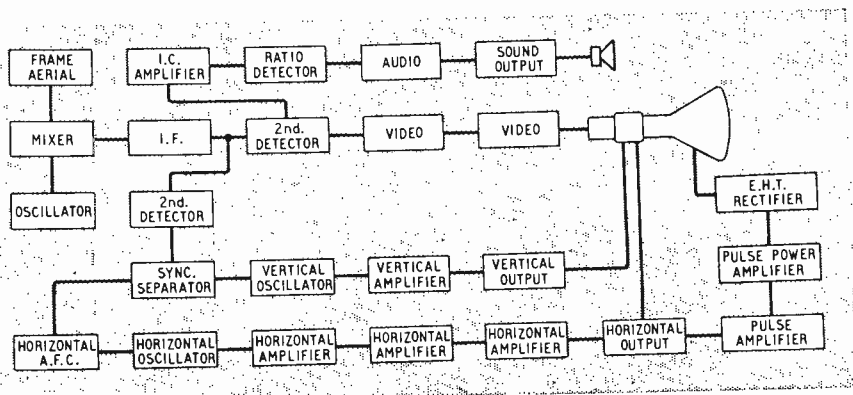 FRAME
AERIAL
I.C.
AMPLIFIER
RATIO
DETECTOR
AUDIO
SOUND
OUTPUT
MIXER
I.F.
2nd.
DETECTOR
VIDEO
VIDEO
OSCILLATOR
2nd.
DETECTOR
E.H.T.
RECTIFIER
SYNC.
SEPARATOR
VERTICAL
OSCILLATOR
VERTICAL
AMPLIFIER
VERTICAL
OUTPUT
PULSE POWER
AMPLIFIER
HORIZONTAL
A.F.C.
HORIZONTAL
OSCILLATOR
HORIZONTAL
AMPLIFIER
HORIZONTAL
AMPLIFIER
HORIZONTAL
AMPLIFIER
HORIZONTAL
OUTPUT
PULSE
AMPLIFIER